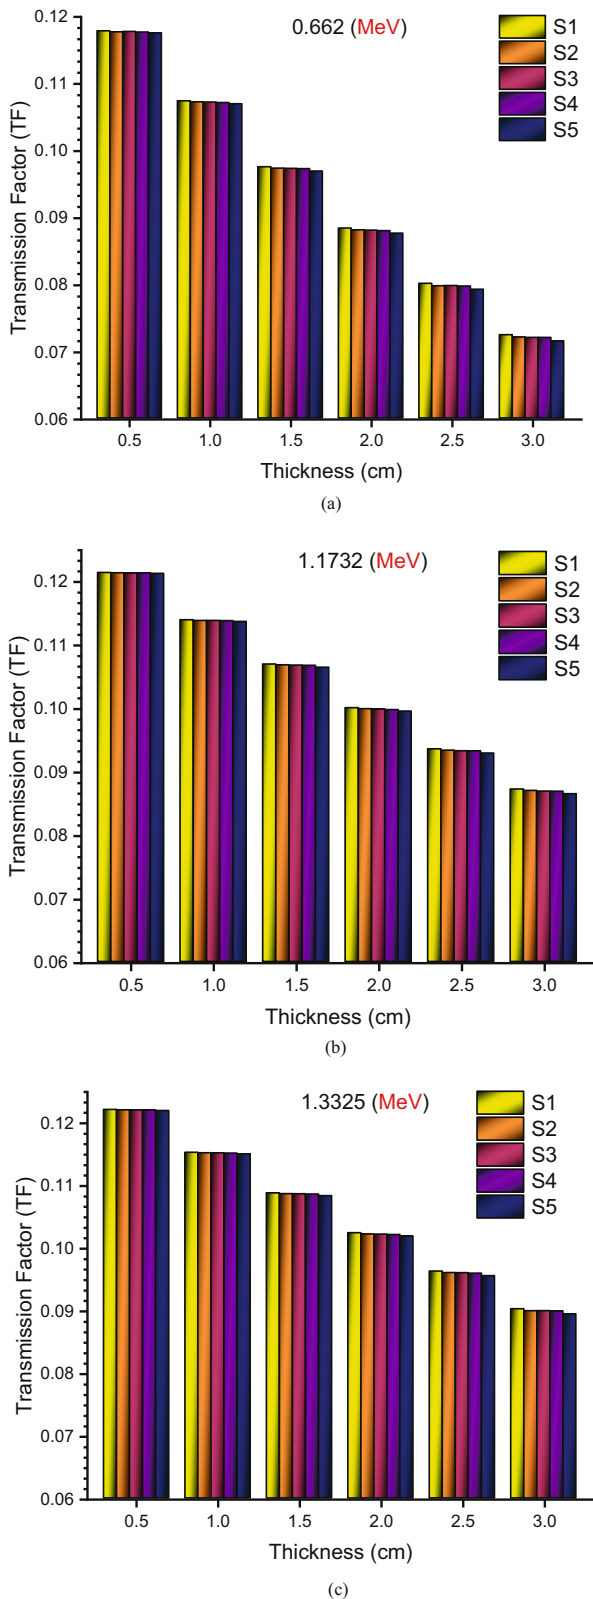 0.662 (MeV)
S1
S2
S3
S4
S5
Transmission Factor (TF)
0.12
0.11
0.10
0.09
0.08
0.07
0.06
0.5 1.0 1.5 2.0 2.5 3.0
Thickness (cm)
(a)
1.1732 (MeV)
S1
S2
S3
S4
S5
Transmission Factor (TF)
0.12
0.11
0.10
0.09
0.08
0.07
0.06
0.5 1.0 1.5 2.0 2.5 3.0
Thickness (cm)
(b)
1.3325 (MeV)
S1
S2
S3
S4
S5
Transmission Factor (TF)
0.12
0.11
0.10
0.09
0.08
0.07
0.06
0.5 1.0 1.5 2.0 2.5 3.0
Thickness (cm)
(c)